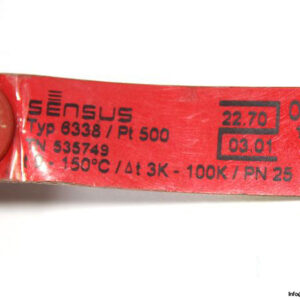 SENSUS
Typ 6338 / Pt 500
535749
22.70
03.01
- 150°C / Δt 3K - 100K / PN 25